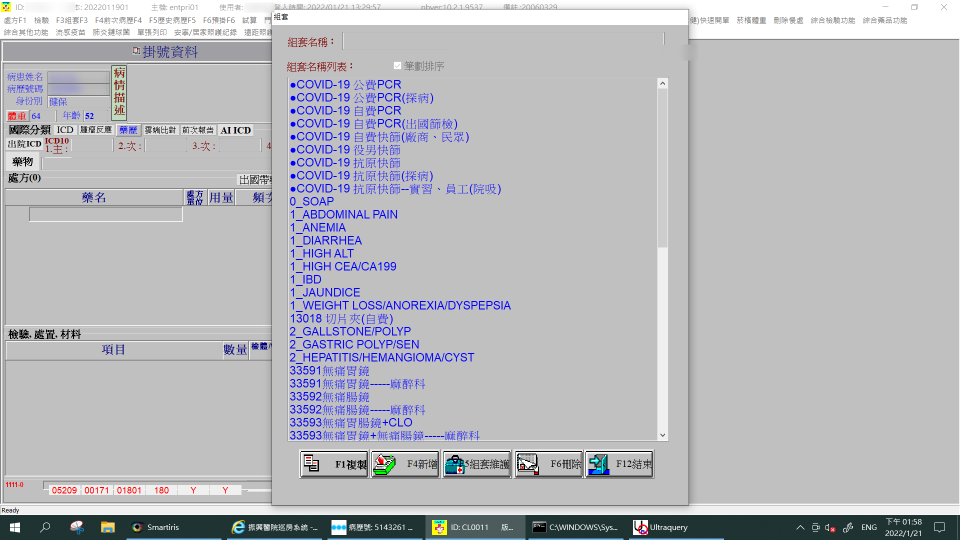 ID:
: 2022011901
主機: entpri01
使用者:
登入時間: 2022/01/21 13:29:57
nhver:10.2.1.9537
備註:20060329
處方F1 檢驗 F3組套F3 F4前次病歷F4 F5歷史病歷F5 F6預掛F6 試算
健)快速開單 菸檳體重 刪除餐處 綜合檢驗功能 綜合藥品功能
綜合其他功能 流感疫苗 肺炎鏈球菌 單張列印 安寧/居家照護紀錄
掛號資料
病患姓名
病歷號碼
身份別 健保
病情描述
體重 64 年齡 52
國際分類 ICD 腫瘤反應 藥歷 雲端比對 前次報告 AI ICD
出院ICD ICD10 1.主: 2.次: 3.次: 4
藥物
處方(0)
出國帶
藥名 處方單位 用量 頻
檢驗, 處置, 材料
項目 數量 檢體/
1111-0 05209 00171 01801 180 Y Y
Ready
組套
組套名稱：
組套名稱列表： 筆劃排序
●COVID-19 公費PCR
●COVID-19 公費PCR(探病)
●COVID-19 自費PCR
●COVID-19 自費PCR(出國篩檢)
●COVID-19 自費快篩(廠商、民眾)
●COVID-19 役男快篩
●COVID-19 抗原快篩
●COVID-19 抗原快篩(探病)
●COVID-19 抗原快篩--實習、員工(院吸)
0_SOAP
1_ABDOMINAL PAIN
1_ANEMIA
1_DIARRHEA
1_HIGH ALT
1_HIGH CEA/CA199
1_IBD
1_JAUNDICE
1_WEIGHT LOSS/ANOREXIA/DYSPEPSIA
13018 切片夾(自費)
2_GALLSTONE/POLYP
2_GASTRIC POLYP/SEN
2_HEPATITIS/HEMANGIOMA/CYST
33591無痛胃鏡
33591無痛胃鏡-----麻醉科
33592無痛腸鏡
33592無痛腸鏡-----麻醉科
33593無痛胃腸鏡+CLO
33593無痛胃鏡+無痛腸鏡-----麻醉科
F1複製 F4新增 5組套維護 F6刪除 F12結束
Smartiris
振興醫院巡房系統 -...
病歷號: 5143261 ...
ID: CL0011 版...
C:\WINDOWS\Sys...
Ultraquery
ENG
下午 01:58
2022/1/21